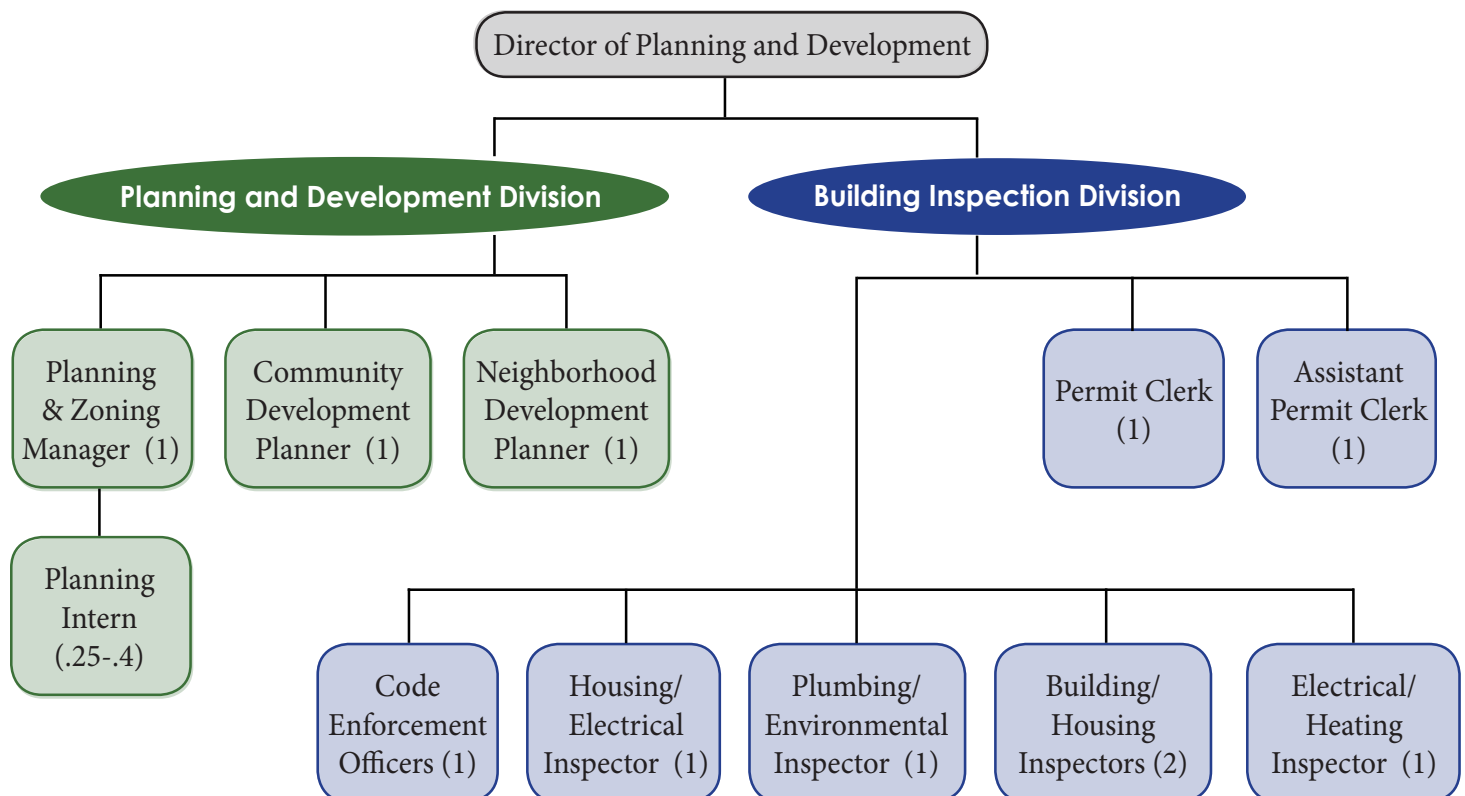 Director of Planning and Development
Planning and Development Division
Building Inspection Division
Planning
& Zoning
Manager (1)
Community
Development
Planner (1)
Neighborhood
Development
Planner (1)
Permit Clerk
(1)
Assistant
Permit Clerk
(1)
Planning
Intern
(.25-.4)
Code
Enforcement
Officers (1)
Housing/
Electrical
Inspector (1)
Plumbing/
Environmental
Inspector (1)
Building/
Housing
Inspectors (2)
Electrical/
Heating
Inspector (1)